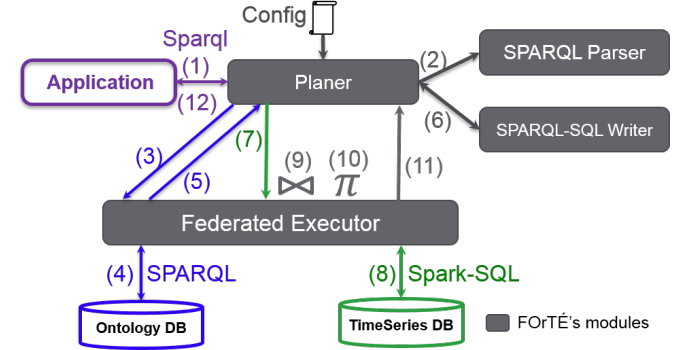 Config
Sparql
(1)
Application
(12)
Planer
(2)
SPARQL Parser
(6)
SPARQL-SQL Writer
(3)
(5)
(7)
(9)
⋈
(10)
π
(11)
Federated Executor
(4) SPARQL
(8) Spark-SQL
Ontology DB
TimeSeries DB
FOrTÉ's modules